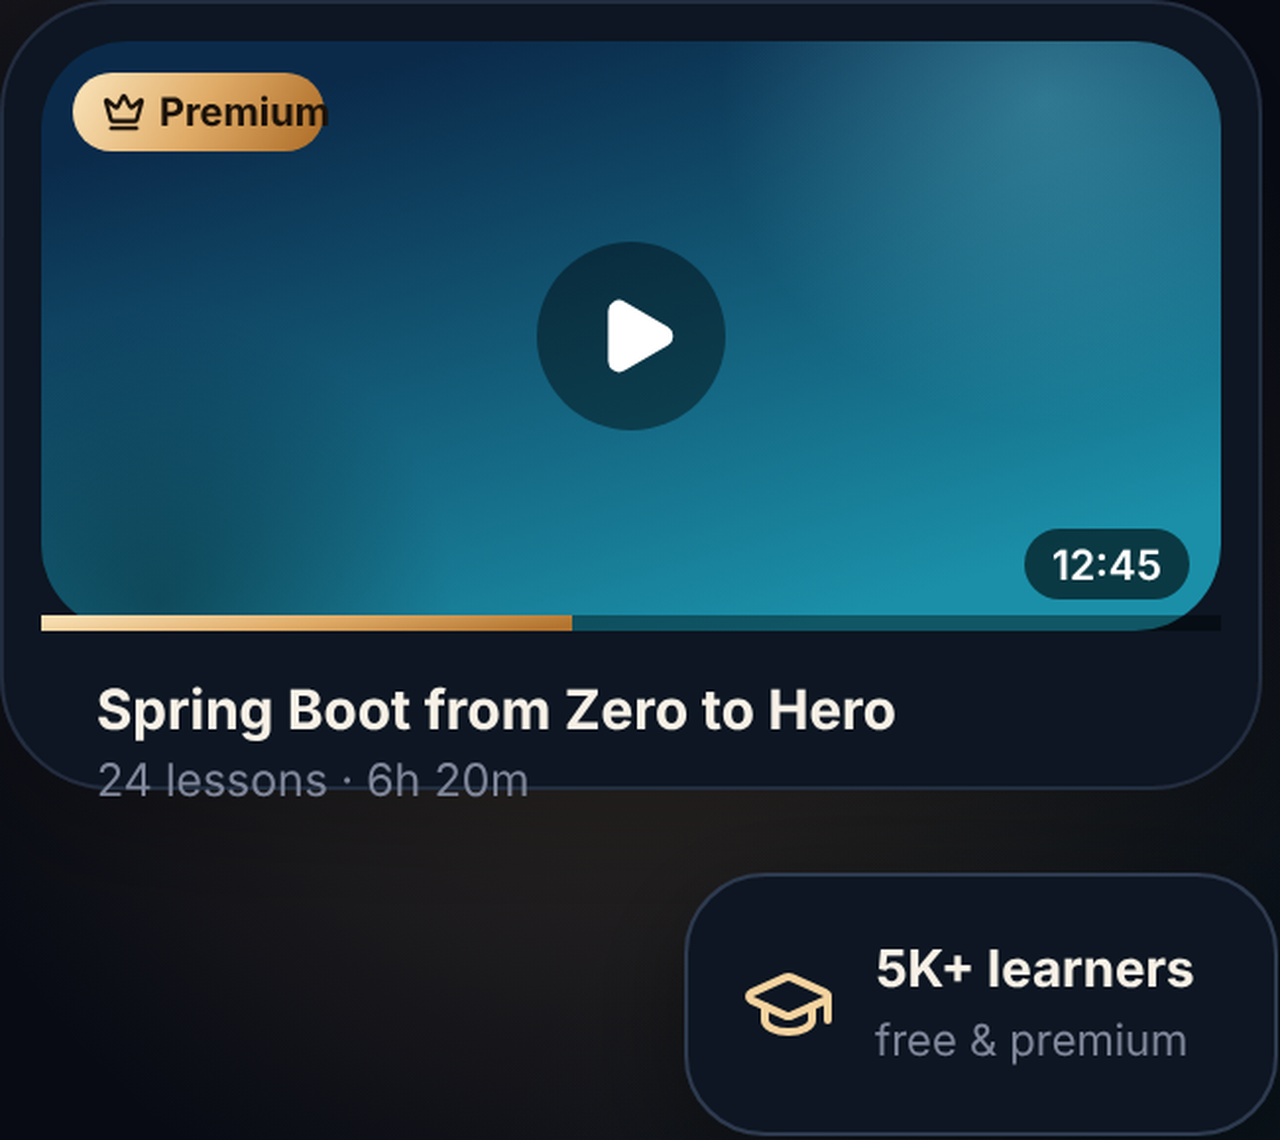 Premium
12:45
Spring Boot from Zero to Hero
24 lessons · 6h 20m
5K+ learners
free & premium